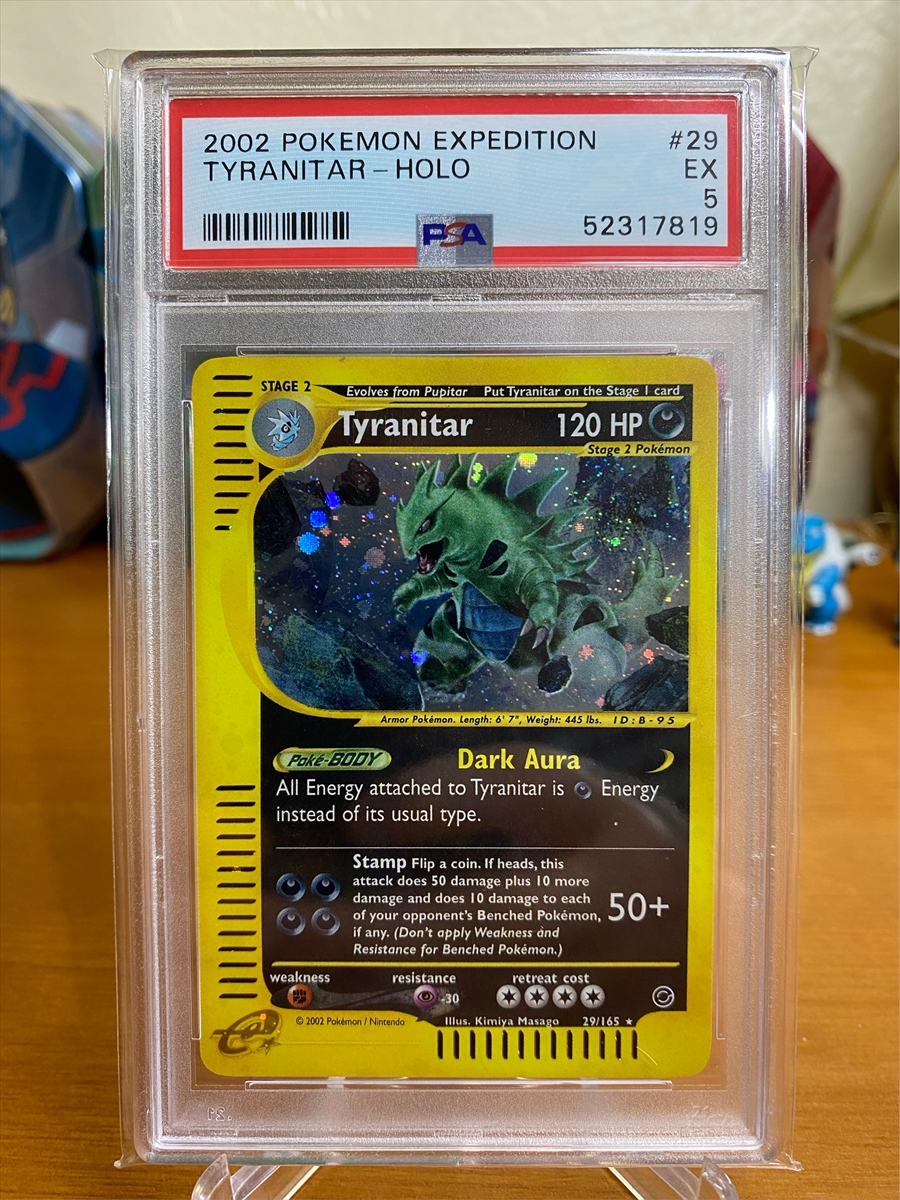 2002 POKEMON EXPEDITION #29
TYRANITAR - HOLO EX
5
52317819
PSA
STAGE 2 Evolves from Pupitar Put Tyranitar on the Stage 1 card
Tyranitar 120 HP
Stage 2 Pokémon
Armor Pokémon. Length: 6' 7", Weight: 445 lbs. ID:B-95
Poké-BODY Dark Aura
All Energy attached to Tyranitar is Energy
instead of its usual type.
Stamp Flip a coin. If heads, this
attack does 50 damage plus 10 more
damage and does 10 damage to each
of your opponent's Benched Pokémon, 50+
if any. (Don't apply Weakness and
Resistance for Benched Pokémon.)
weakness resistance retreat cost
-30
© 2002 Pokémon / Nintendo Illus. Kimiya Masago 29/165 ★